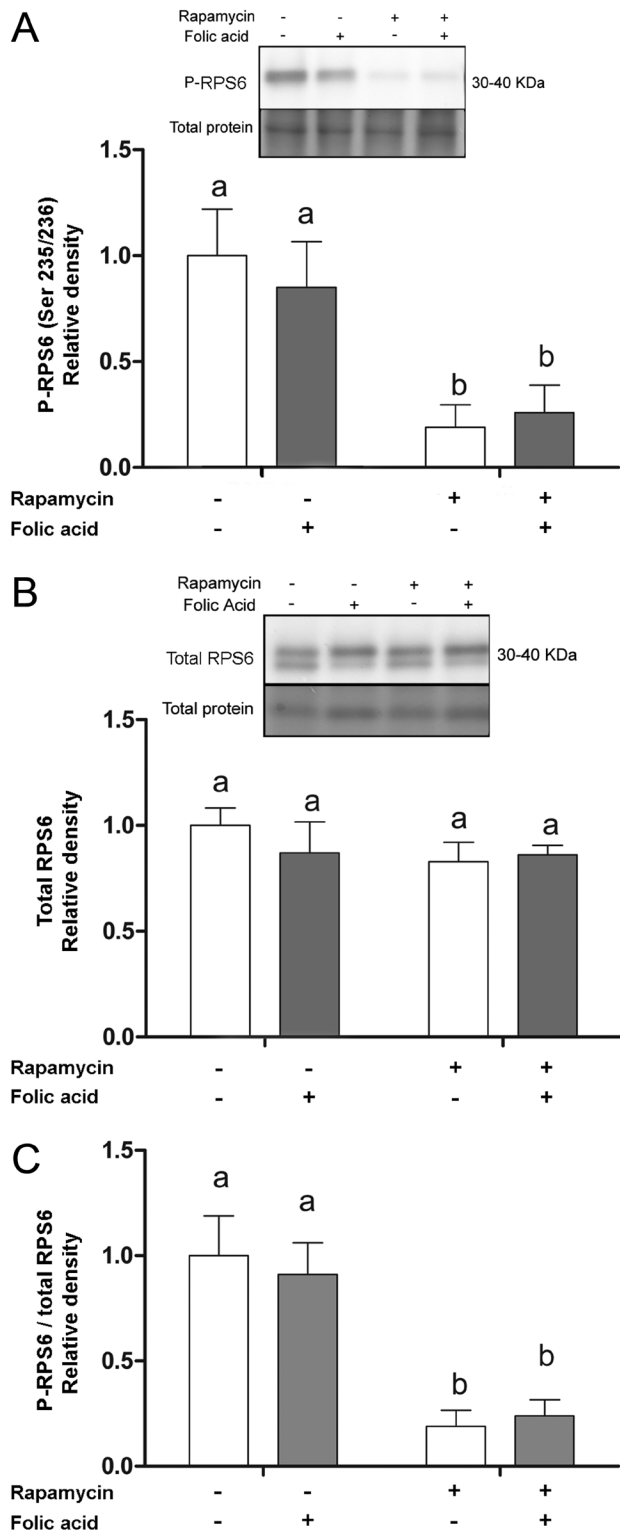 A
Rapamycin - - + +
Folic acid - + - +
P-RPS6
30-40 KDa
Total protein
P-RPS6 (Ser 235/236)
Relative density
1.5
1.0
0.5
0.0
a
a
b
b
Rapamycin - - + +
Folic acid - + - +
B
Rapamycin - - + +
Folic Acid - + - +
Total RPS6
30-40 KDa
Total protein
Total RPS6
Relative density
1.5
1.0
0.5
0.0
a
a
a
a
Rapamycin - - + +
Folic acid - + - +
C
P-RPS6 / total RPS6
Relative density
1.5
1.0
0.5
0.0
a
a
b
b
Rapamycin - - + +
Folic acid - + - +